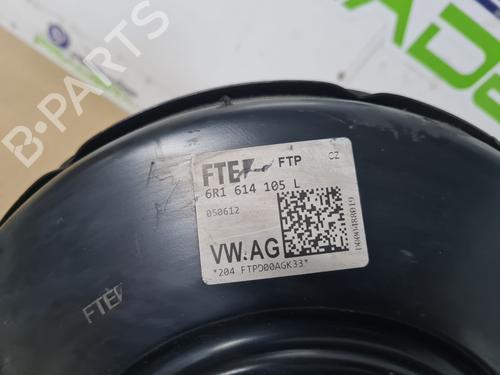 B-PARTS
FTE FTP CZ
6R1 614 105 L
050612
VW.AG
*204 FTPD00AGK33*
FTE